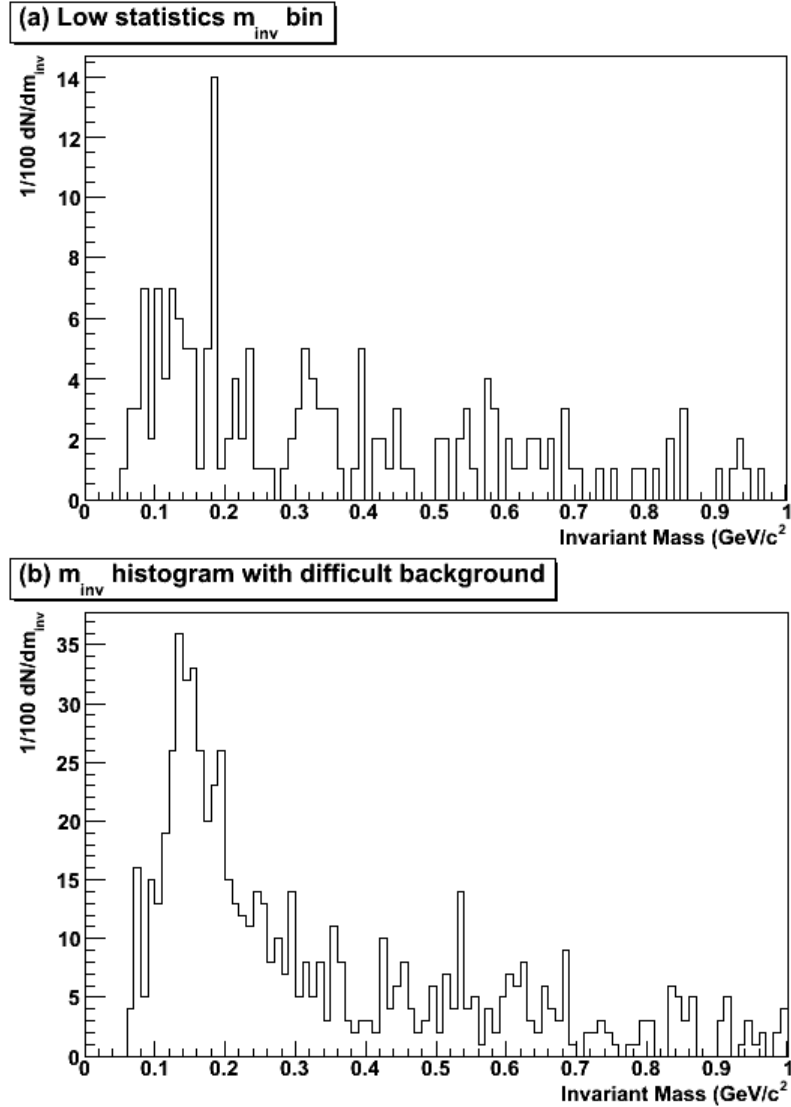 (a) Low statistics m_inv bin
1/100 dN/dm_inv
14
12
10
8
6
4
2
0
0 0.1 0.2 0.3 0.4 0.5 0.6 0.7 0.8 0.9 1
Invariant Mass (GeV/c²
(b) m_inv histogram with difficult background
1/100 dN/dm_inv
35
30
25
20
15
10
5
0
0 0.1 0.2 0.3 0.4 0.5 0.6 0.7 0.8 0.9 1
Invariant Mass (GeV/c²